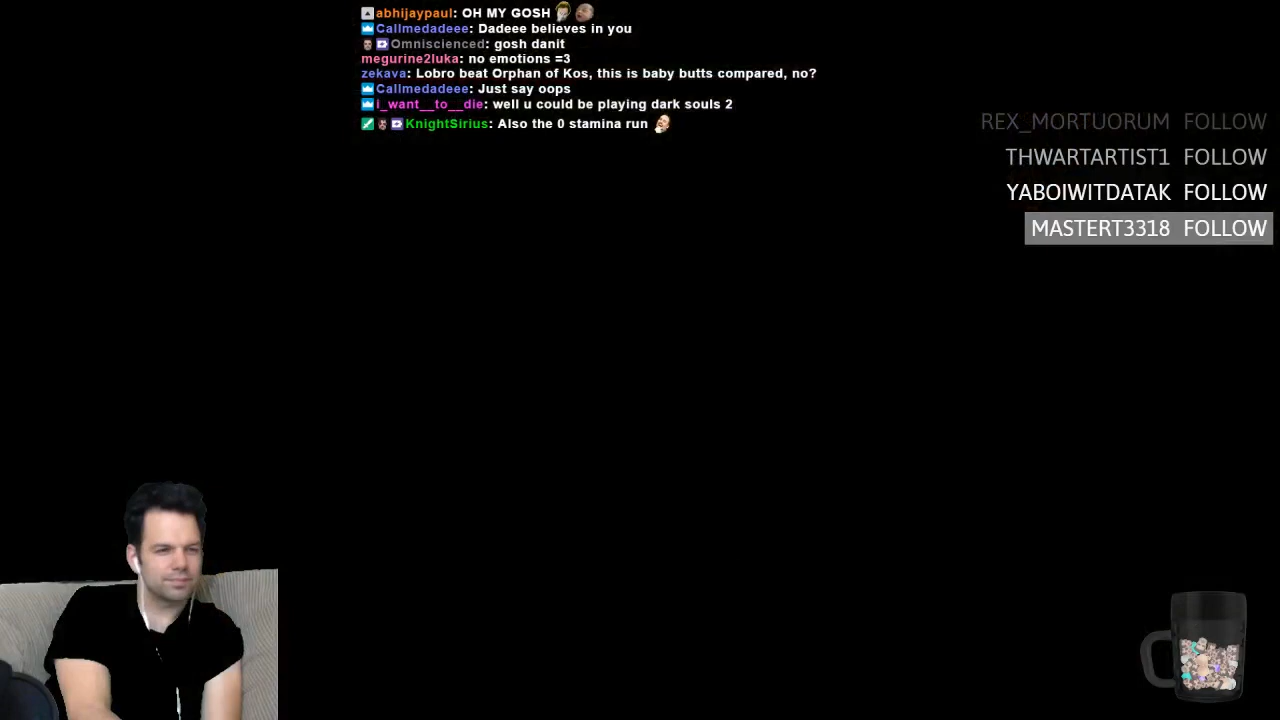 abhijaypaul: OH MY GOSH
Callmedadeee: Dadeee believes in you
Omniscienced: gosh danit
megurine2luka: no emotions =3
zekava: Lobro beat Orphan of Kos, this is baby butts compared, no?
Callmedadeee: Just say oops
i_want__to__die: well u could be playing dark souls 2
KnightSirius: Also the 0 stamina run
REX_MORTUORUM FOLLOW
THWARTARTIST1 FOLLOW
YABOIWITDATAK FOLLOW
MASTERT3318 FOLLOW